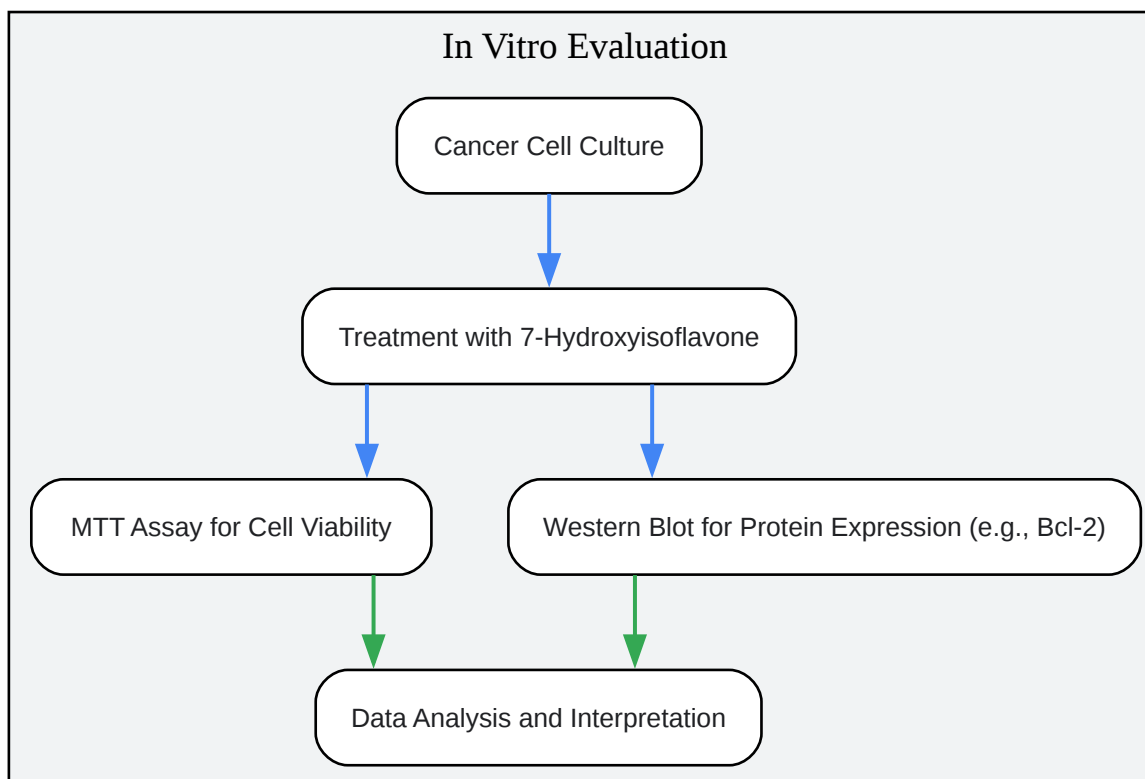 In Vitro Evaluation
Cancer Cell Culture
Treatment with 7-Hydroxyisoflavone
MTT Assay for Cell Viability
Western Blot for Protein Expression (e.g., Bcl-2)
Data Analysis and Interpretation